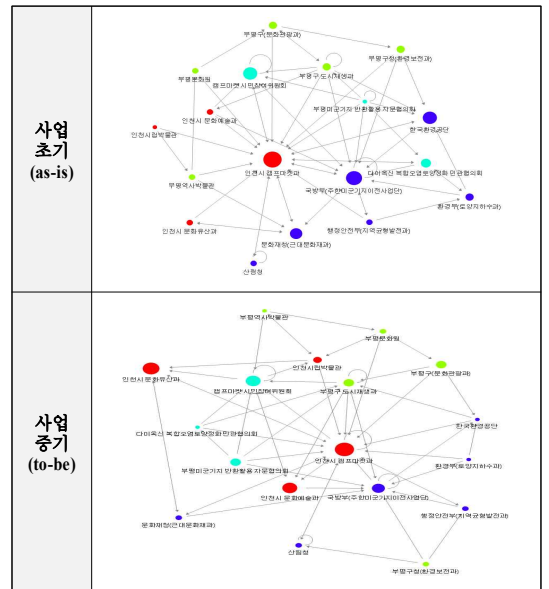 사업
초기
(as-is)
부평구(문화관광과)
캠프마켓시민참여위원회
부평구 도시재생과
부평구청(환경보전과)
부평문화원
부평미군기지 반환활용 자문협의회
인천시 문화예술과
한국환경공단
인천시립박물관
인천시 캠프마켓과
다이옥신 복합오염토양정화 민관협의회
부평역사박물관
국방부(주한미군기지이전사업단)
환경부(토양지하수과)
인천시 문화유산과
행정안전부(지역균형발전과)
문화재청(근대문화재과)
산림청
사업
중기
(to-be)
부평역사박물관
부평문화원
인천시립박물관
인천시 문화유산과
부평구(문화관광과)
캠프마켓시민참여위원회
부평구 도시재생과
한국환경공단
다이옥신 복합오염토양정화 민관협의회
인천시 캠프마켓과
환경부(토양지하수과)
부평미군기지 반환활용 자문협의회
인천시 문화예술과
국방부(주한미군기지이전사업단)
행정안전부(지역균형발전과)
문화재청(근대문화재과)
산림청
부평구청(환경보전과)